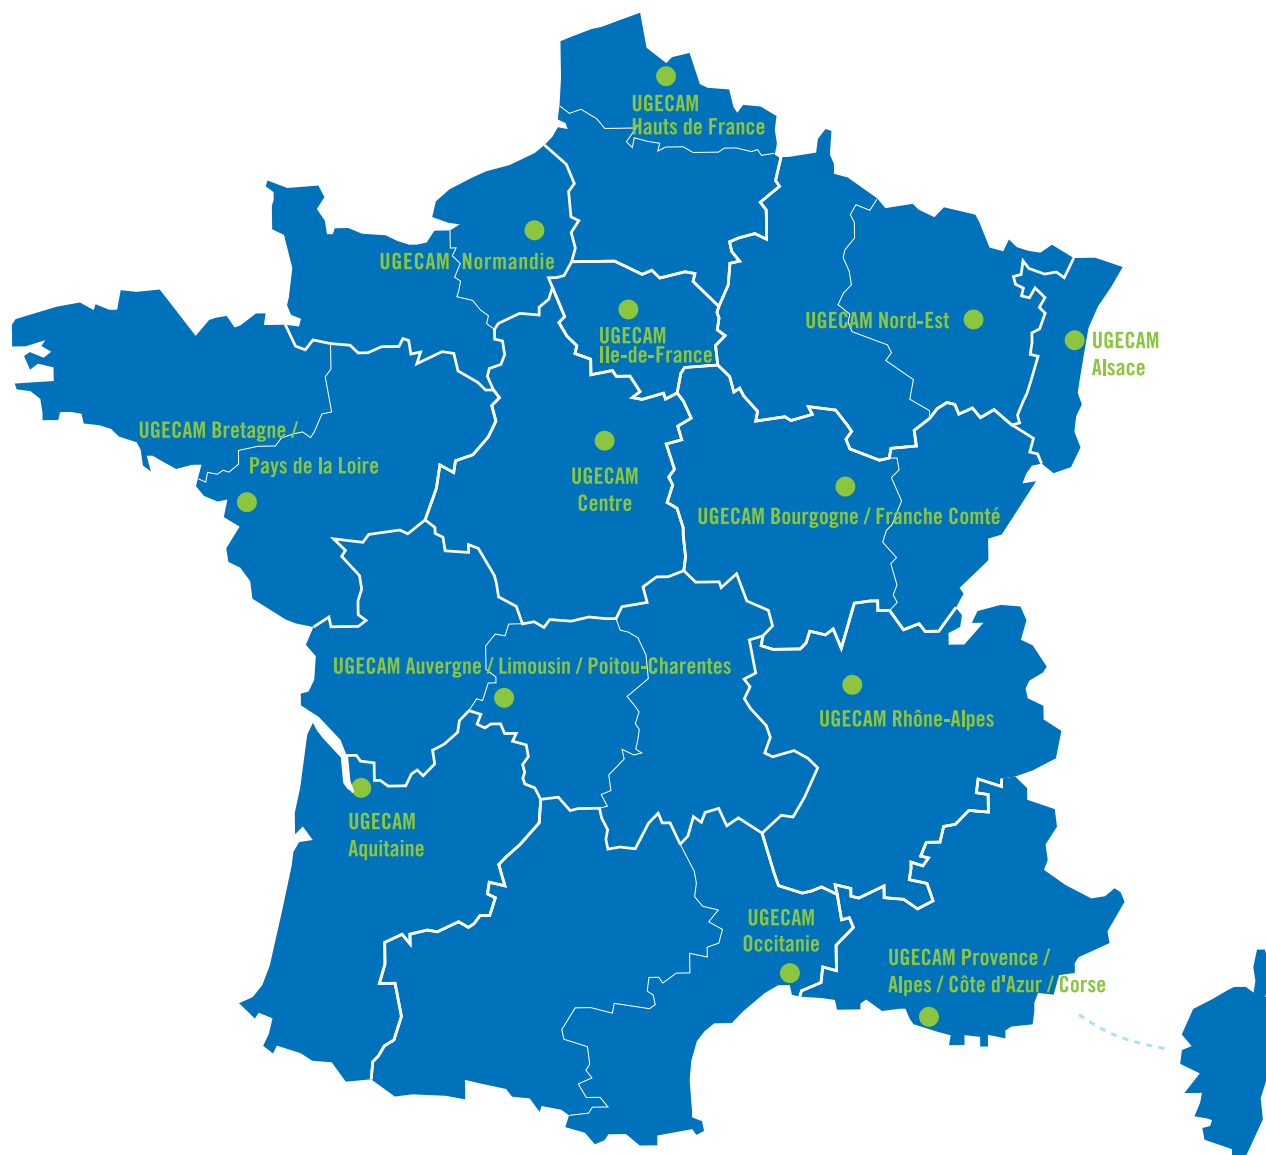 UGECAM
Hauts de France
UGECAM Normandie
UGECAM
Ile-de-France
UGECAM Nord-Est
UGECAM
Alsace
UGECAM Bretagne /
Pays de la Loire
UGECAM
Centre
UGECAM Bourgogne / Franche Comté
UGECAM Auvergne / Limousin / Poitou-Charentes
UGECAM Rhône-Alpes
UGECAM
Aquitaine
UGECAM
Occitanie
UGECAM Provence /
Alpes / Côte d'Azur / Corse